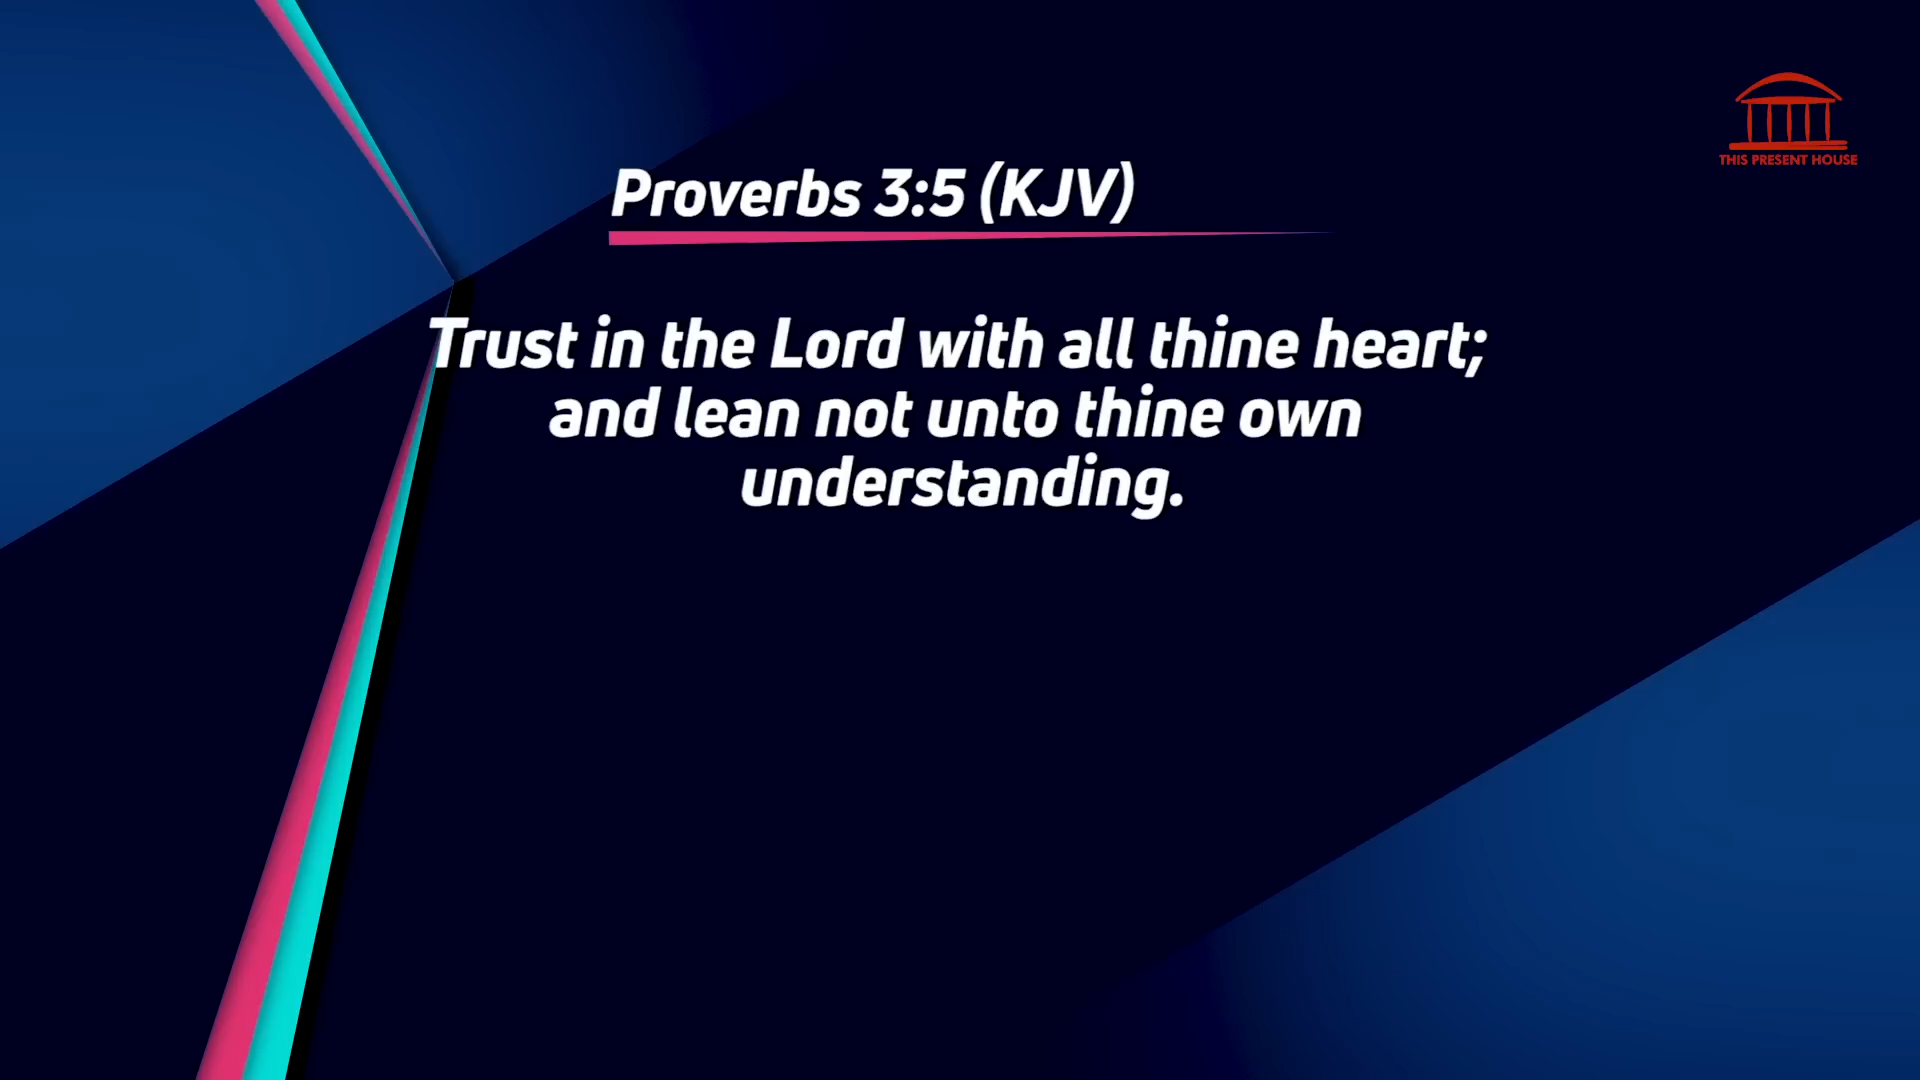 THIS PRESENT HOUSE
Proverbs 3:5 (KJV)
Trust in the Lord with all thine heart;
and lean not unto thine own
understanding.